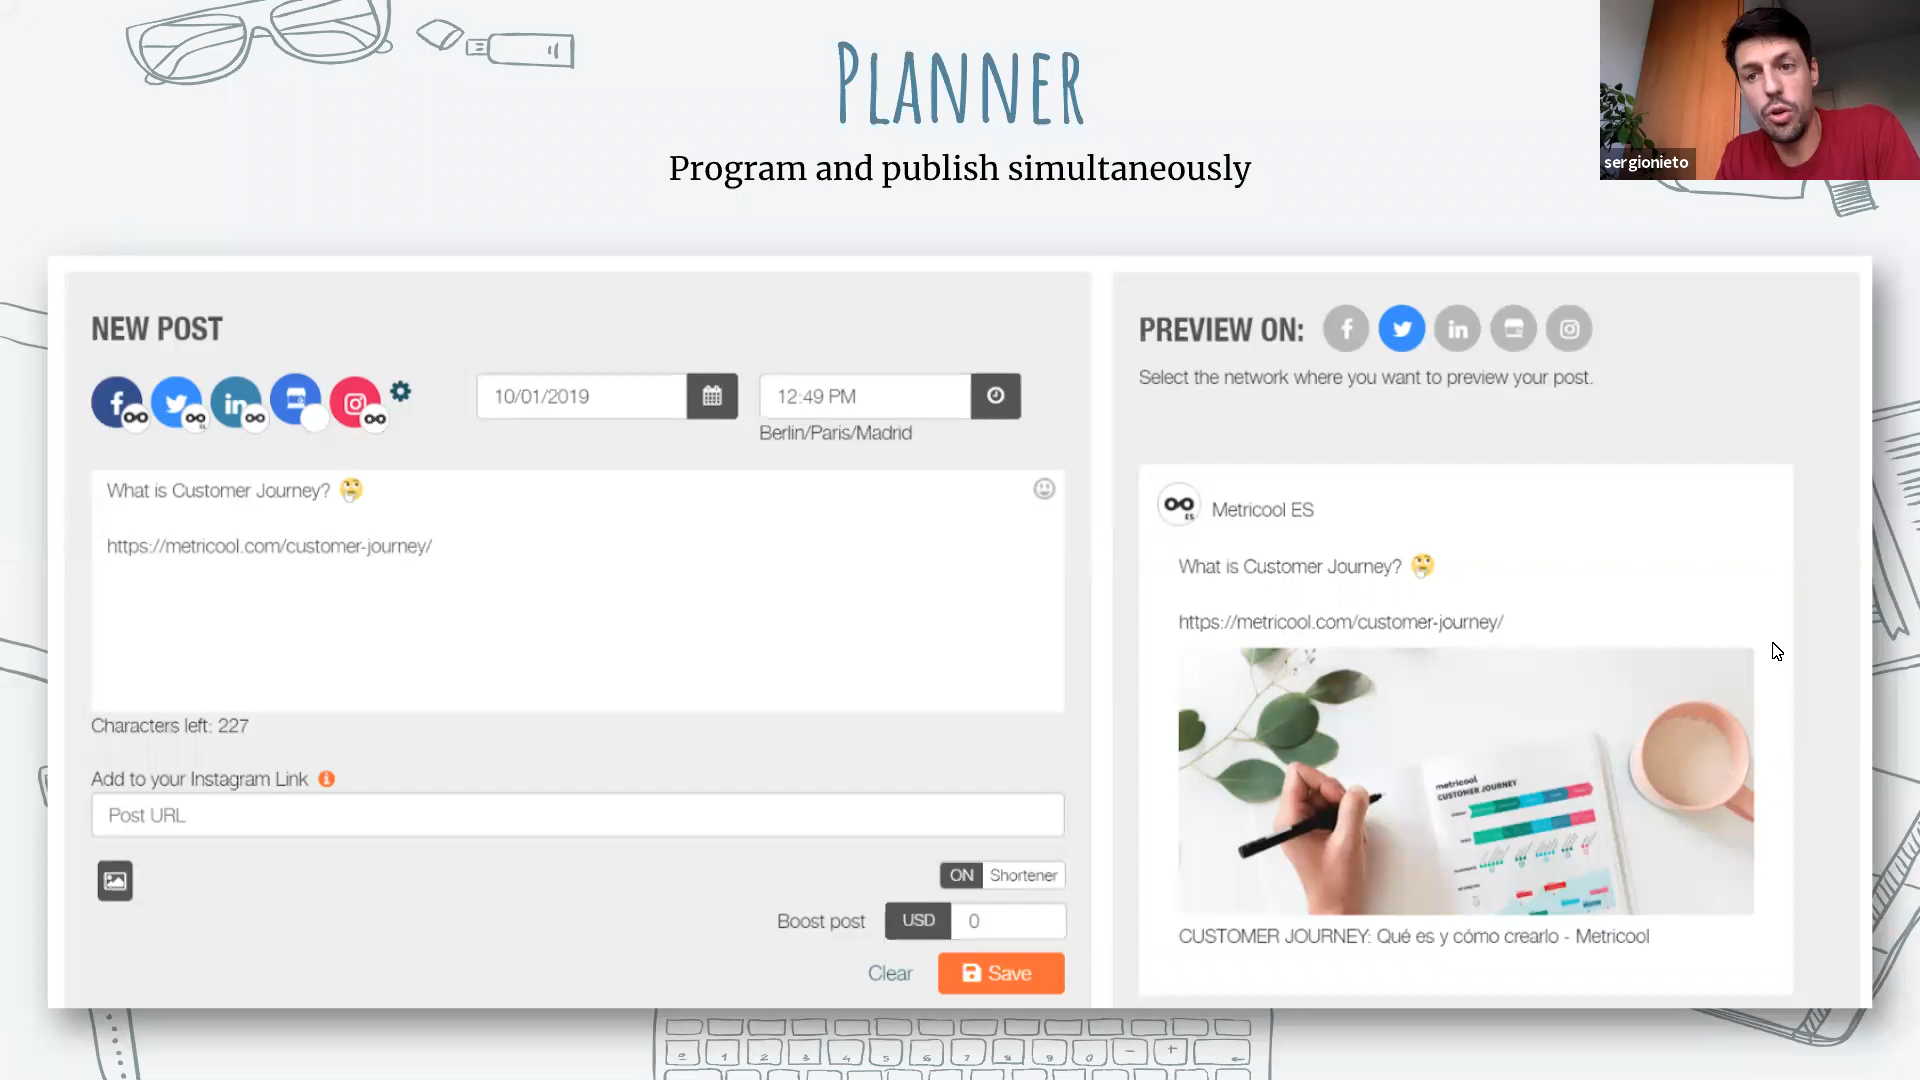 PLANNER
Program and publish simultaneously
sergionieto
NEW POST
10/01/2019
12:49 PM
Berlin/Paris/Madrid
What is Customer Journey? 🤔
https://metricool.com/customer-journey/
Characters left: 227
Add to your Instagram Link
Post URL
ON Shortener
Boost post USD 0
Clear Save
PREVIEW ON:
Select the network where you want to preview your post.
Metricool ES
What is Customer Journey? 🤔
https://metricool.com/customer-journey/
metricool
CUSTOMER JOURNEY
CUSTOMER JOURNEY: Qué es y cómo crearlo - Metricool